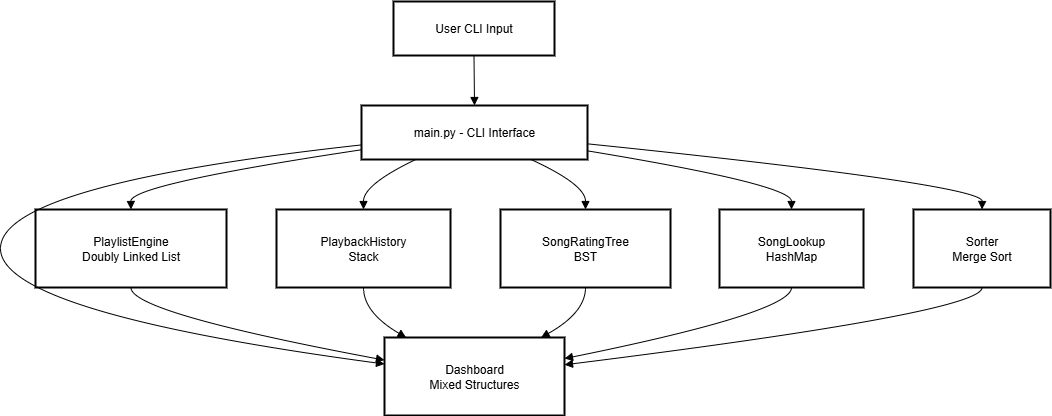 User CLI Input
main.py - CLI Interface
PlaylistEngine
Doubly Linked List
PlaybackHistory
Stack
SongRatingTree
BST
SongLookup
HashMap
Sorter
Merge Sort
Dashboard
Mixed Structures